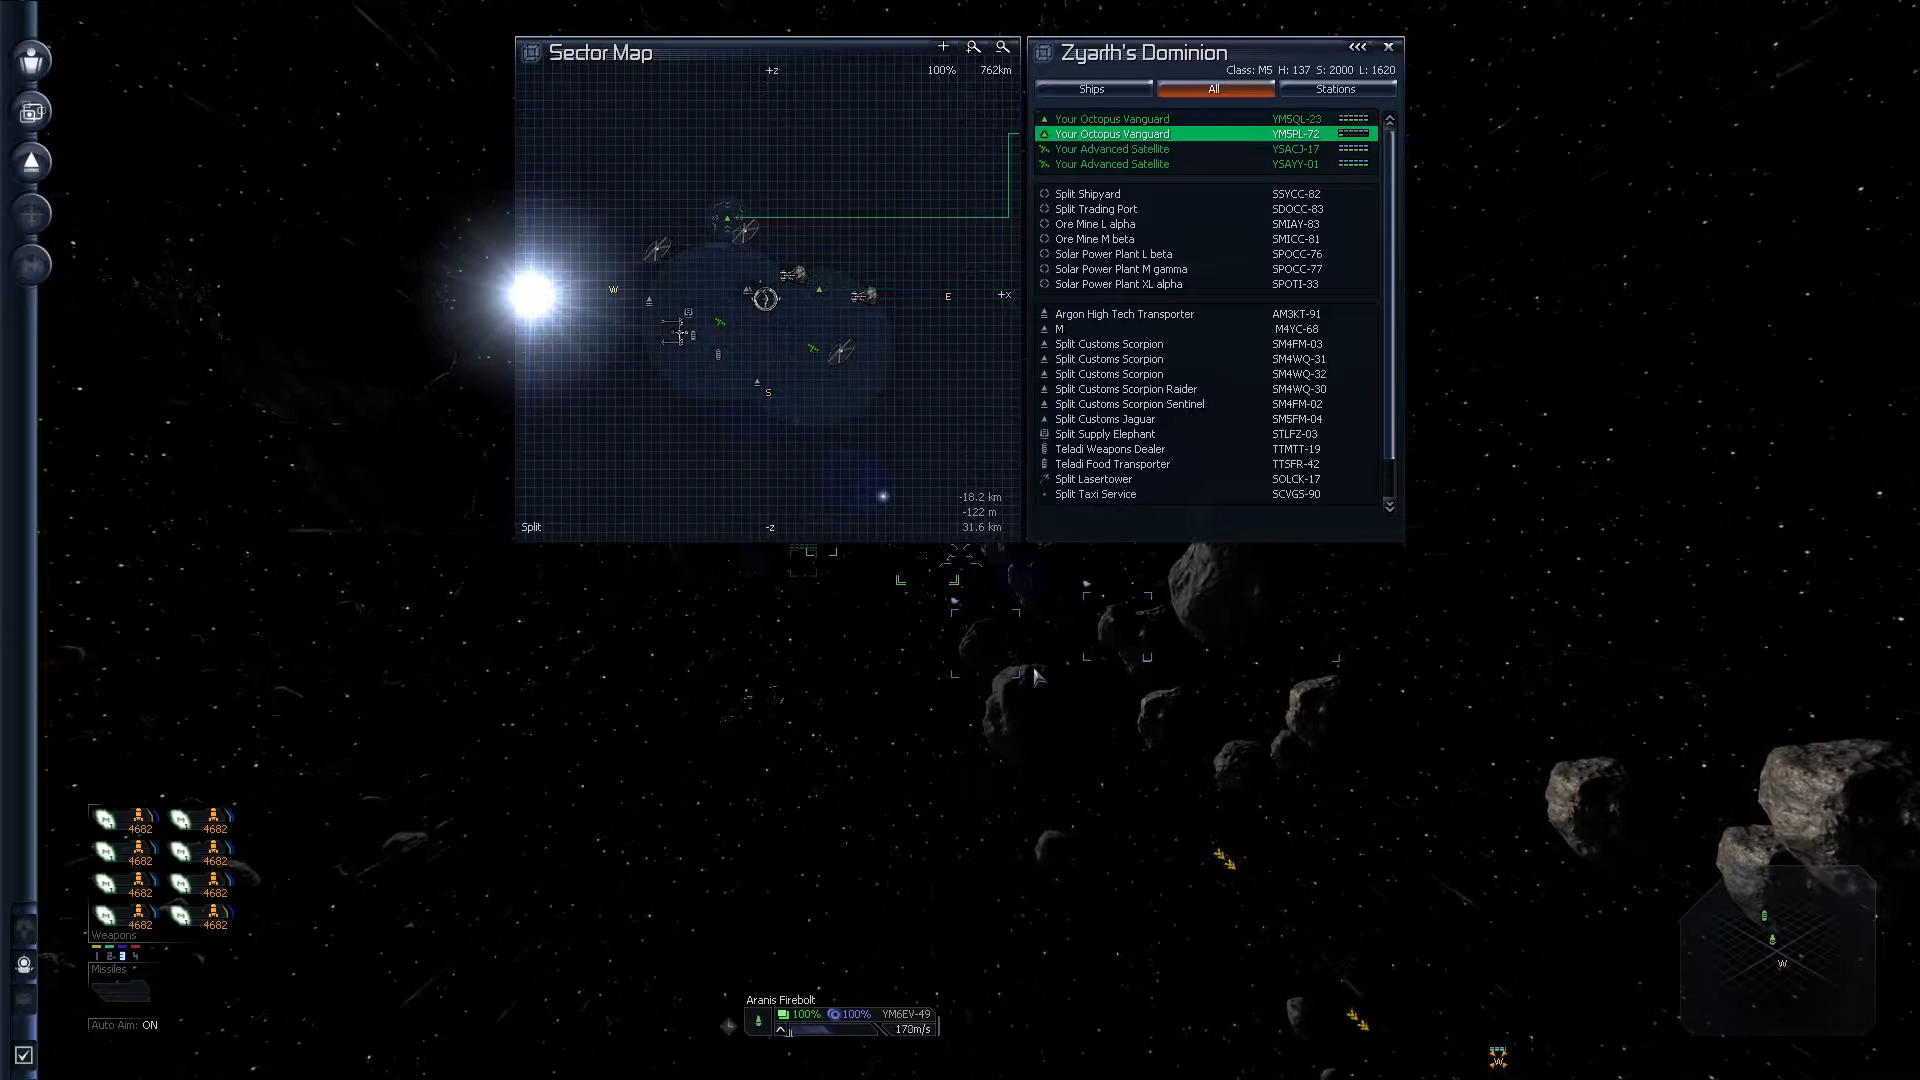 Sector Map
100% 762km
+z
W
E
+x
S
-18.2 km
-122 m
31.6 km
Split
-z
Zyarth's Dominion
Class: M5 H: 137 S: 2000 L: 1620
Ships All Stations
Your Octopus Vanguard YM5QL-23
Your Octopus Vanguard YM5PL-72
Your Advanced Satellite YSACJ-17
Your Advanced Satellite YSAYY-01
Split Shipyard SSYCC-82
Split Trading Port SDOCC-83
Ore Mine L alpha SMIAY-83
Ore Mine M beta SMICC-81
Solar Power Plant L beta SPOCC-76
Solar Power Plant M gamma SPOCC-77
Solar Power Plant XL alpha SPOTI-33
Argon High Tech Transporter AM3KT-91
M M4YC-68
Split Customs Scorpion SM4FM-03
Split Customs Scorpion SM4WQ-31
Split Customs Scorpion SM4WQ-32
Split Customs Scorpion Raider SM4WQ-30
Split Customs Scorpion Sentinel SM4FM-02
Split Customs Jaguar SM5FM-04
Split Supply Elephant STLFZ-03
Teladi Weapons Dealer TTMTT-19
Teladi Food Transporter TTSFR-42
Split Lasertower SOLCK-17
Split Taxi Service SCVGS-90
4682 4682
4682 4682
4682 4682
4682 4682
Weapons
1 2 3 4
Missiles
Auto Aim: ON
Aranis Firebolt
100% 100% YM6EV-49
170m/s
W
W